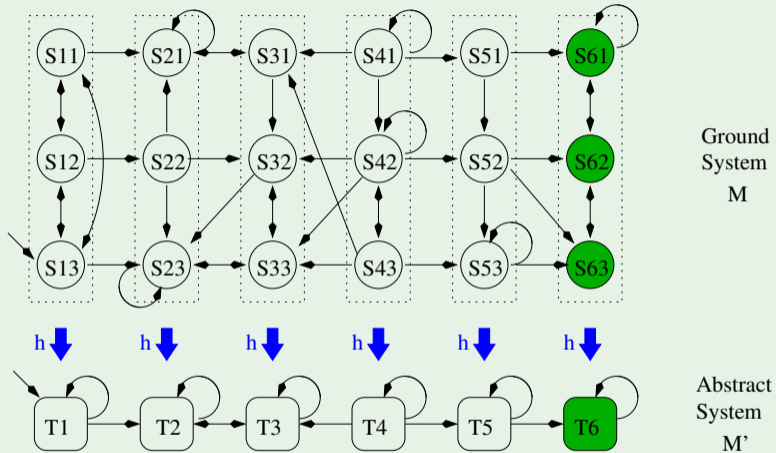 S11 S21 S31 S41 S51 S61
S12 S22 S32 S42 S52 S62
Ground
System
M
S13 S23 S33 S43 S53 S63
h h h h h h
Abstract
System
M'
T1 T2 T3 T4 T5 T6